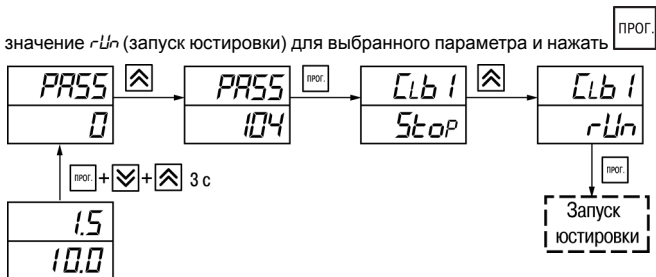 значение rUn (запуск юстировки) для выбранного параметра и нажать ПРОГ.
PASS PASS CLb1 CLb1
ПРОГ.
0 104 StoP rUn
ПРОГ. + + 3 с
ПРОГ.
1.5
10.0
Запуск
юстировки